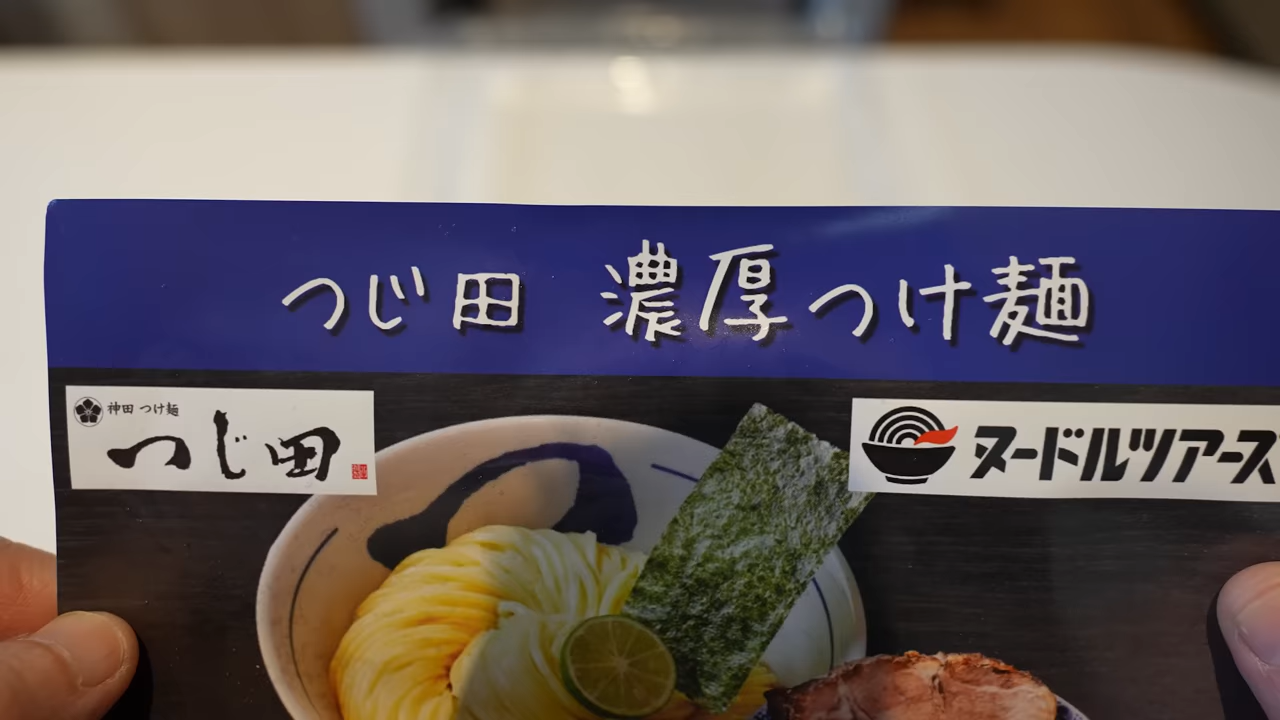 つじ田 濃厚つけ麺
神田 つけ麺
つじ田
ヌードルツアーズ